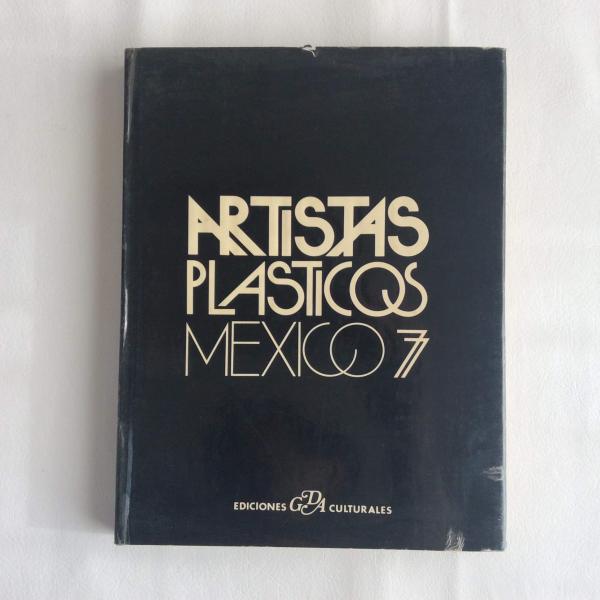 ARTISTAS
PLASTICOS
MEXICO 77
EDICIONES GDA CULTURALES